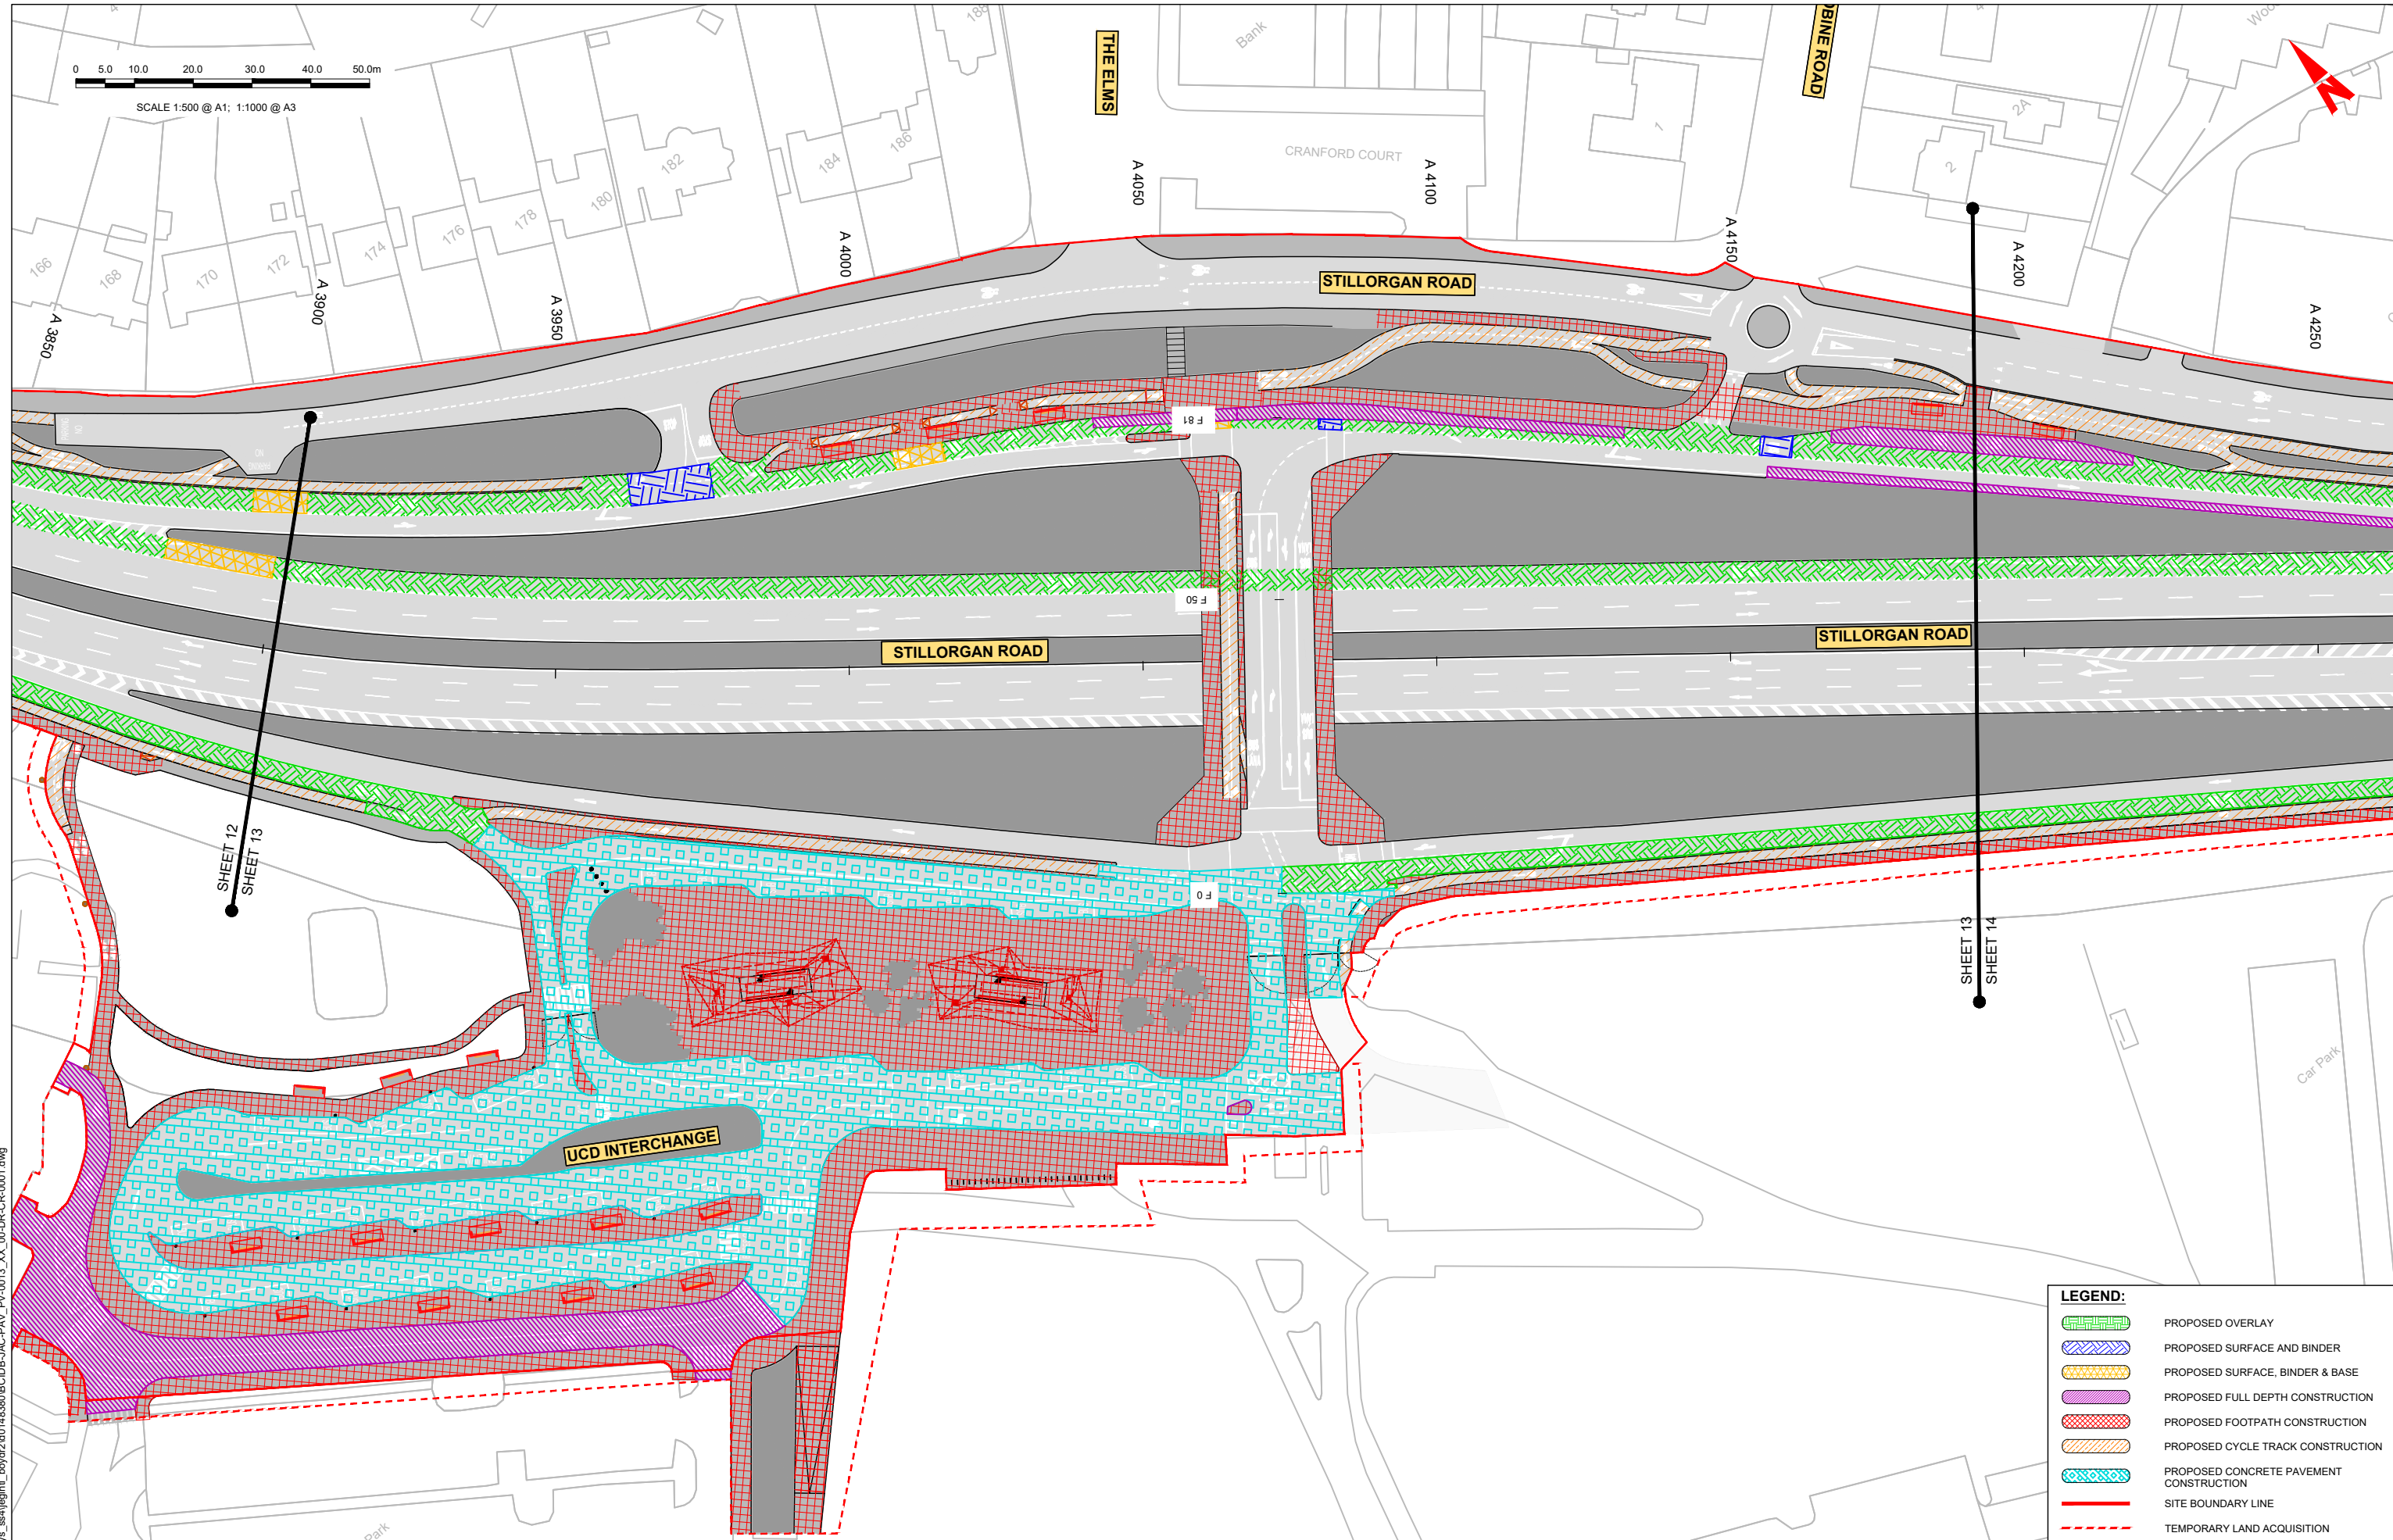 0 5.0 10.0 20.0 30.0 40.0 50.0m
SCALE 1:500 @ A1; 1:1000 @ A3
THE ELMS
Bank
188
OBINE ROAD
CRANFORD COURT
1
2A
2
166
168
170
172
174
176
178
180
182
184
186
A 3850
A 3900
A 3950
A 4000
A 4050
A 4100
A 4150
A 4200
A 4250
STILLORGAN ROAD
F 81
F 50
STILLORGAN ROAD
STILLORGAN ROAD
F 0
SHEET 12
SHEET 13
SHEET 13
SHEET 14
UCD INTERCHANGE
Car Park
Park
LEGEND:
PROPOSED OVERLAY
PROPOSED SURFACE AND BINDER
PROPOSED SURFACE, BINDER & BASE
PROPOSED FULL DEPTH CONSTRUCTION
PROPOSED FOOTPATH CONSTRUCTION
PROPOSED CYCLE TRACK CONSTRUCTION
PROPOSED CONCRETE PAVEMENT
CONSTRUCTION
SITE BOUNDARY LINE
TEMPORARY LAND ACQUISITION